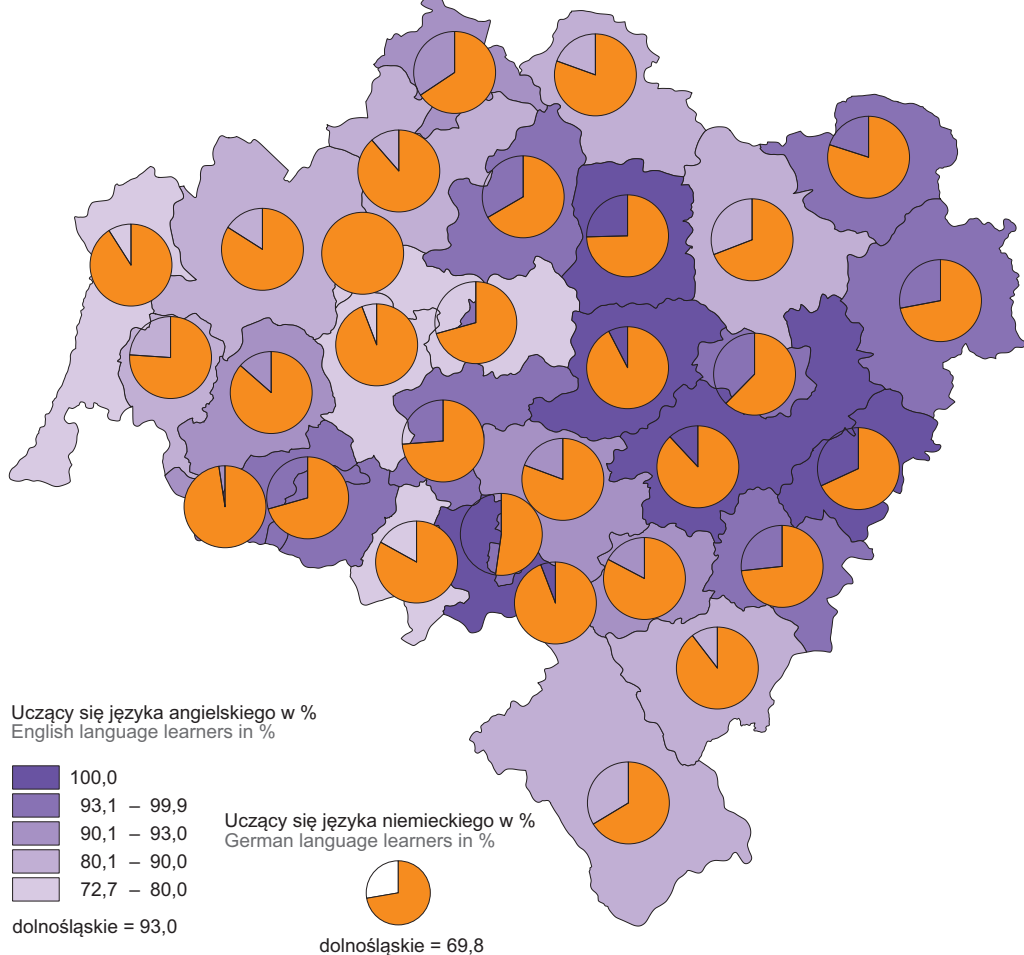 Uczący się języka angielskiego w %
English language learners in %
100,0
93,1 – 99,9
90,1 – 93,0
80,1 – 90,0
72,7 – 80,0
dolnośląskie = 93,0
Uczący się języka niemieckiego w %
German language learners in %
dolnośląskie = 69,8